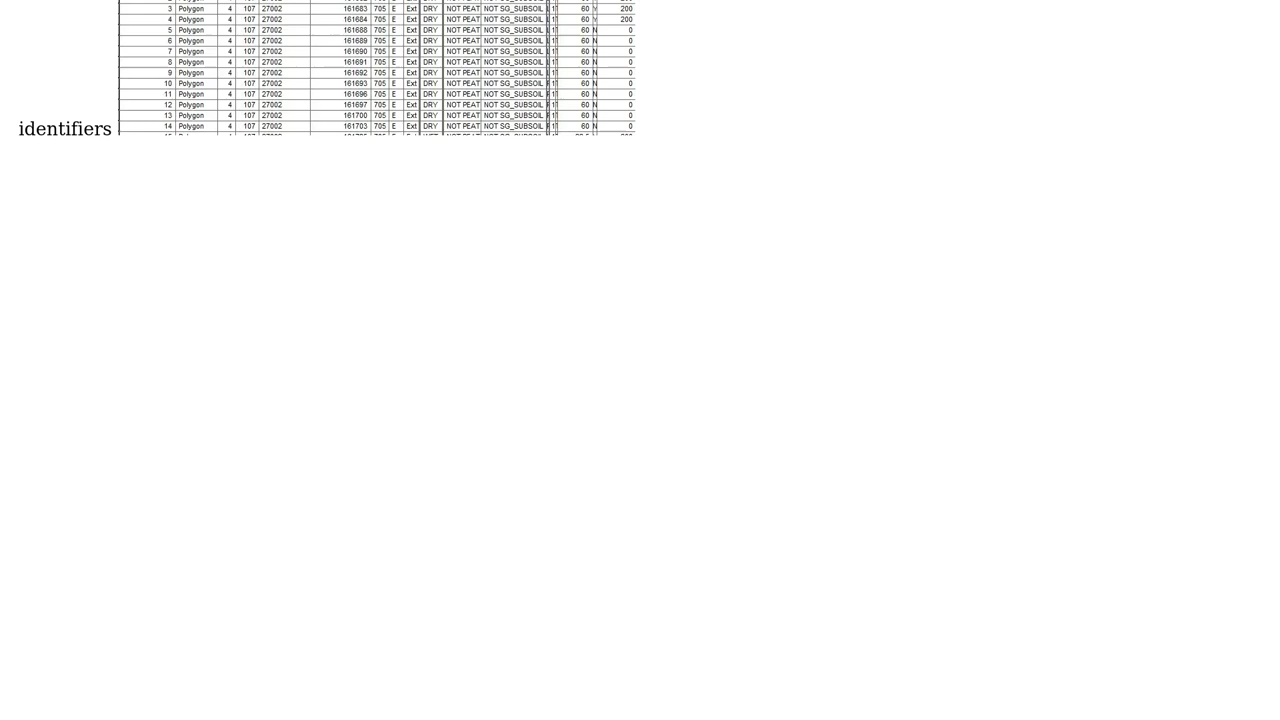 3 Polygon 4 107 27002 161683 705 E Ext DRY NOT PEAT NOT SG_SUBSOIL 60 Y 200
4 Polygon 4 107 27002 161684 705 E Ext DRY NOT PEAT NOT SG_SUBSOIL 60 Y 200
5 Polygon 4 107 27002 161688 705 E Ext DRY NOT PEAT NOT SG_SUBSOIL 60 N 0
6 Polygon 4 107 27002 161689 705 E Ext DRY NOT PEAT NOT SG_SUBSOIL 60 N 0
7 Polygon 4 107 27002 161690 705 E Ext DRY NOT PEAT NOT SG_SUBSOIL 60 N 0
8 Polygon 4 107 27002 161691 705 E Ext DRY NOT PEAT NOT SG_SUBSOIL 60 N 0
9 Polygon 4 107 27002 161692 705 E Ext DRY NOT PEAT NOT SG_SUBSOIL 60 N 0
10 Polygon 4 107 27002 161693 705 E Ext DRY NOT PEAT NOT SG_SUBSOIL 60 N 0
11 Polygon 4 107 27002 161696 705 E Ext DRY NOT PEAT NOT SG_SUBSOIL 60 N 0
12 Polygon 4 107 27002 161697 705 E Ext DRY NOT PEAT NOT SG_SUBSOIL 60 N 0
13 Polygon 4 107 27002 161700 705 E Ext DRY NOT PEAT NOT SG_SUBSOIL 60 N 0
14 Polygon 4 107 27002 161703 705 E Ext DRY NOT PEAT NOT SG_SUBSOIL 60 N 0
identifiers